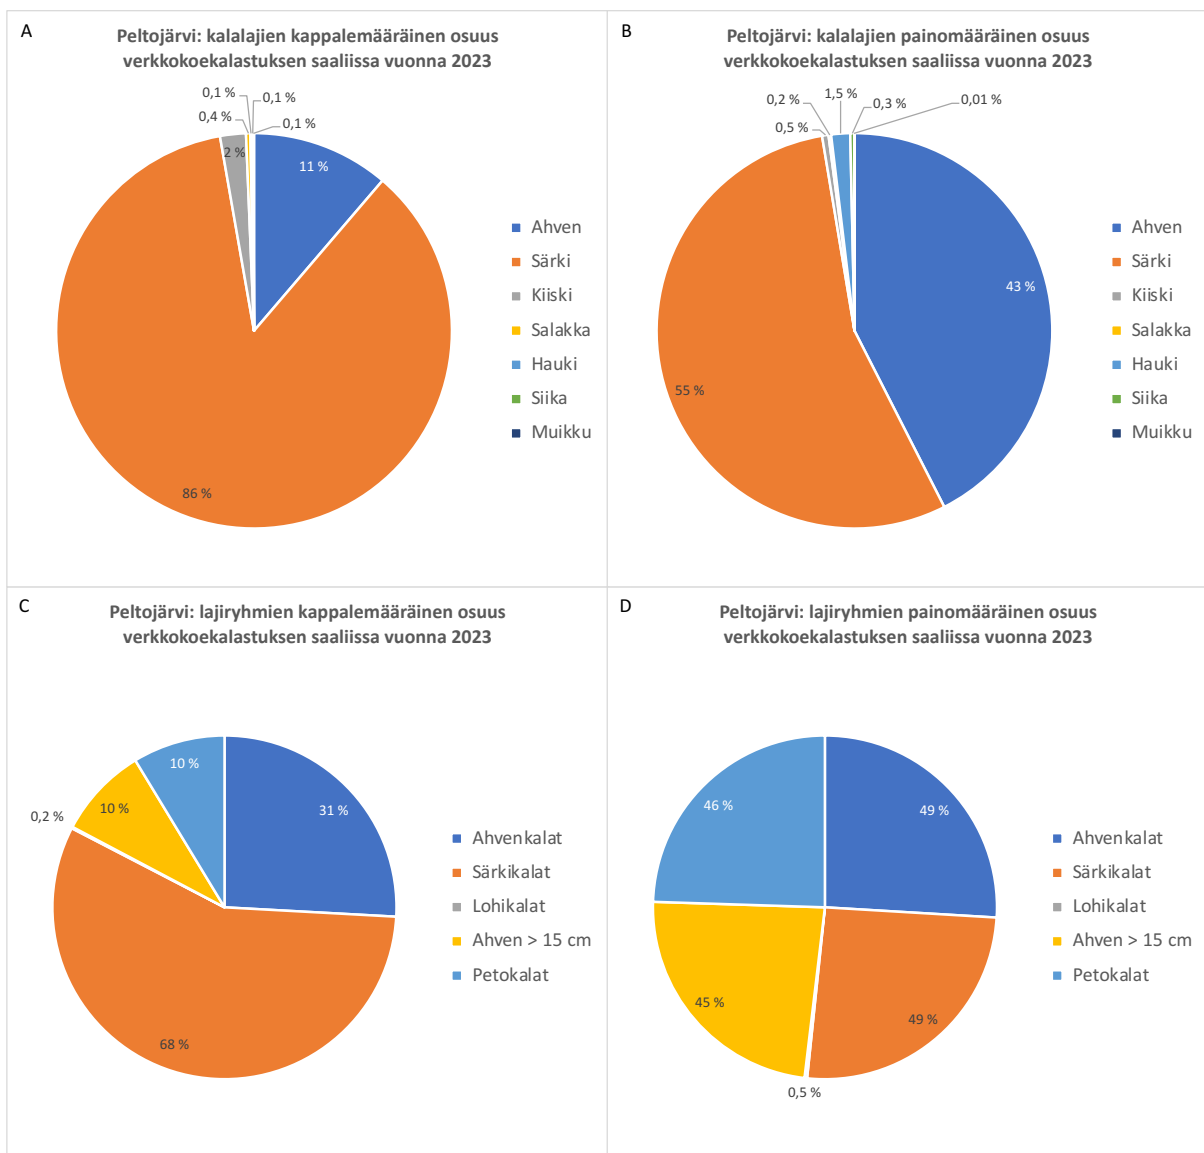 A
Peltojärvi: kalalajien kappalemääräinen osuus
verkkokoekalastuksen saaliissa vuonna 2023
0,1 %
0,1 %
0,4 %
0,1 %
2 %
11 %
86 %
Ahven
Särki
Kiiski
Salakka
Hauki
Siika
Muikku
B
Peltojärvi: kalalajien painomääräinen osuus
verkkokoekalastuksen saaliissa vuonna 2023
0,2 %
1,5 %
0,3 %
0,01 %
0,5 %
43 %
55 %
Ahven
Särki
Kiiski
Salakka
Hauki
Siika
Muikku
C
Peltojärvi: lajiryhmien kappalemääräinen osuus
verkkokoekalastuksen saaliissa vuonna 2023
10 %
31 %
10 %
0,2 %
68 %
Ahvenkalat
Särkikalat
Lohikalat
Ahven > 15 cm
Petokalat
D
Peltojärvi: lajiryhmien painomääräinen osuus
verkkokoekalastuksen saaliissa vuonna 2023
46 %
49 %
45 %
49 %
0,5 %
Ahvenkalat
Särkikalat
Lohikalat
Ahven > 15 cm
Petokalat